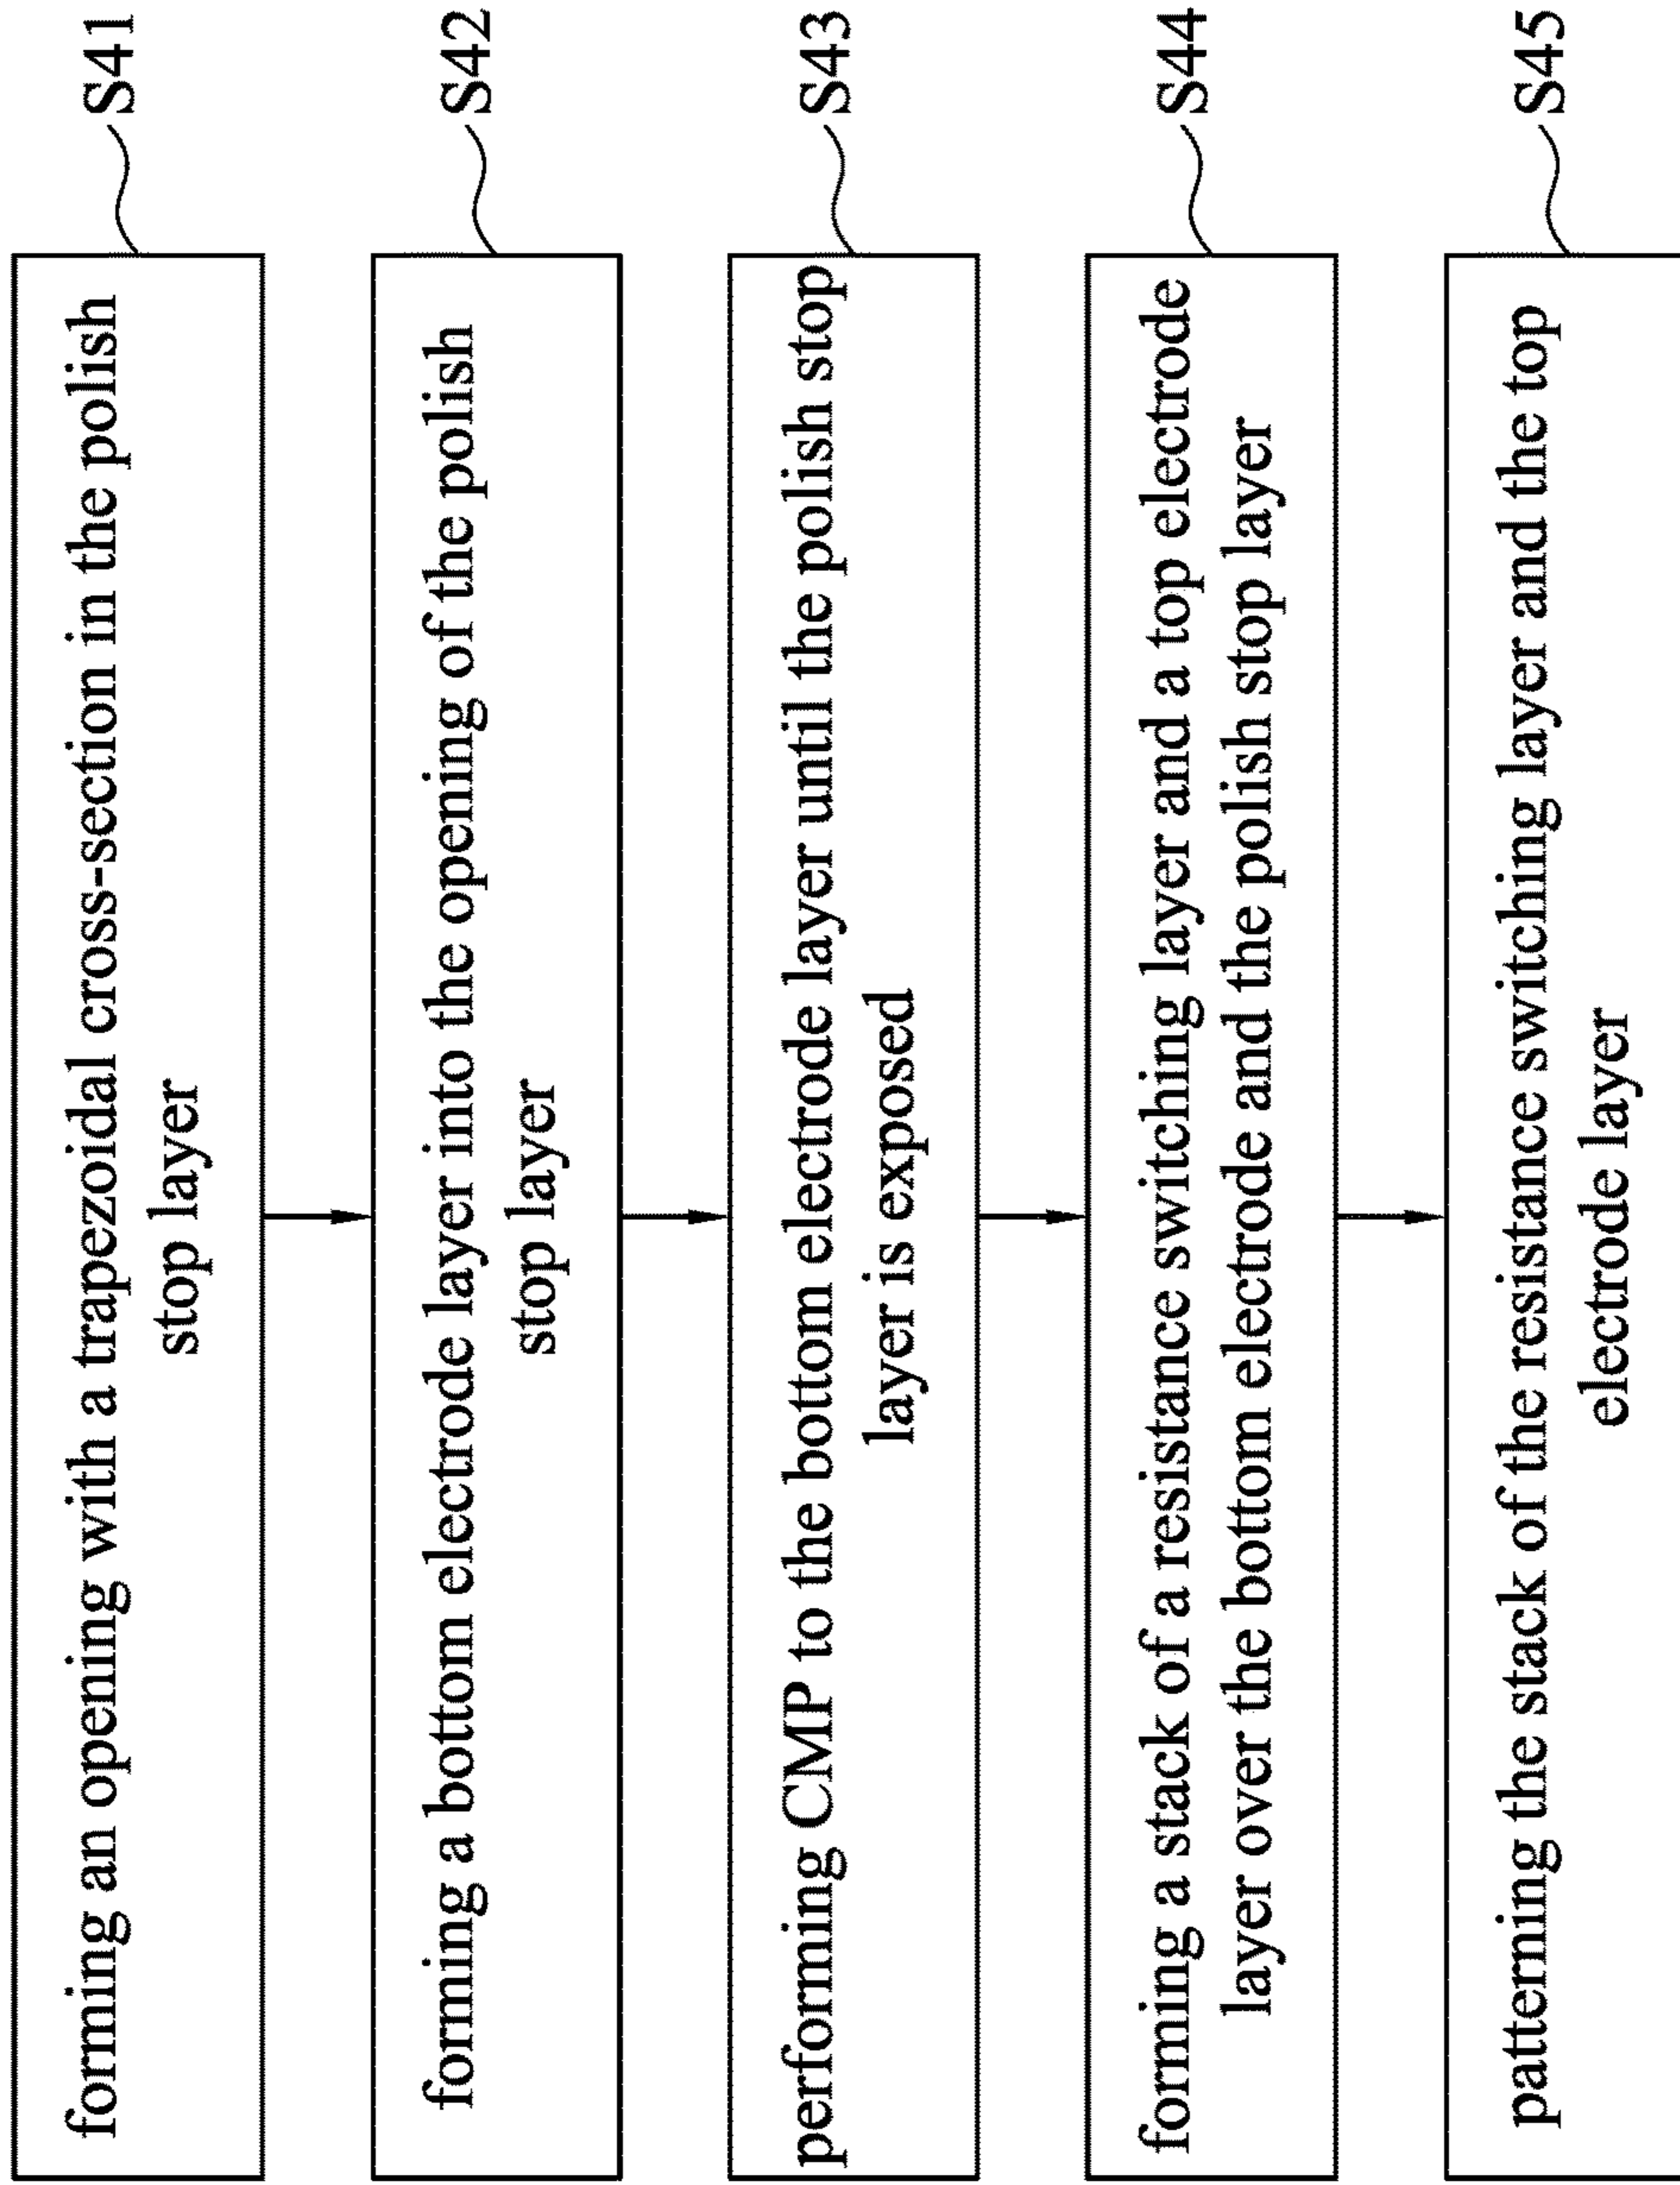 forming an opening with a trapezoidal cross-section in the polish
stop layer
S41
forming a bottom electrode layer into the opening of the polish
stop layer
S42
performing CMP to the bottom electrode layer until the polish stop
layer is exposed
S43
forming a stack of a resistance switching layer and a top electrode
layer over the bottom electrode and the polish stop layer
S44
patterning the stack of the resistance switching layer and the top
electrode layer
S45